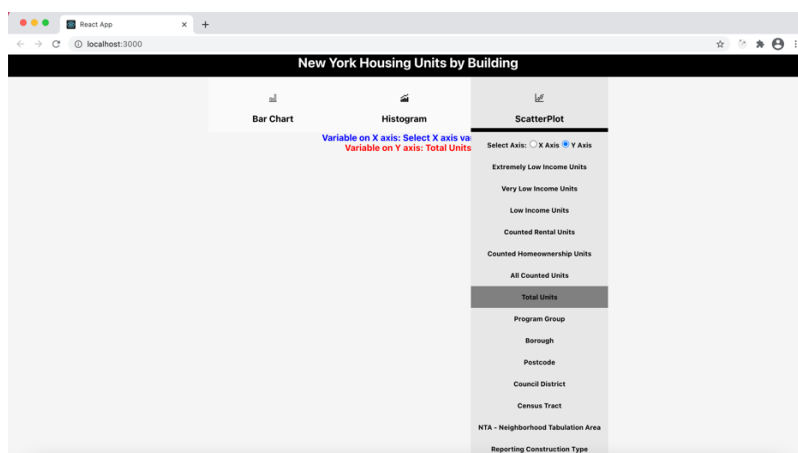 React App
localhost:3000
New York Housing Units by Building
Bar Chart
Histogram
ScatterPlot
Variable on X axis: Select X axis va
Variable on Y axis: Total Units
Select Axis: X Axis Y Axis
Extremely Low Income Units
Very Low Income Units
Low Income Units
Counted Rental Units
Counted Homeownership Units
All Counted Units
Total Units
Program Group
Borough
Postcode
Council District
Census Tract
NTA - Neighborhood Tabulation Area
Reporting Construction Type